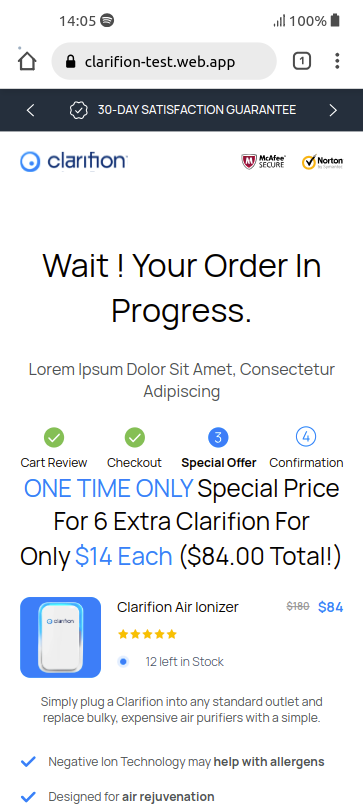 14:05 100%
clarifion-test.web.app 1
30-DAY SATISFACTION GUARANTEE
clarifion McAfee SECURE Norton by Symantec
Wait ! Your Order In
Progress.
Lorem Ipsum Dolor Sit Amet, Consectetur
Adipiscing
3 4
Cart Review Checkout Special Offer Confirmation
ONE TIME ONLY Special Price
For 6 Extra Clarifion For
Only $14 Each ($84.00 Total!)
Clarifion Air Ionizer $180 $84
clarifion
12 left in Stock
Simply plug a Clarifion into any standard outlet and
replace bulky, expensive air purifiers with a simple.
Negative Ion Technology may help with allergens
Designed for air rejuvenation